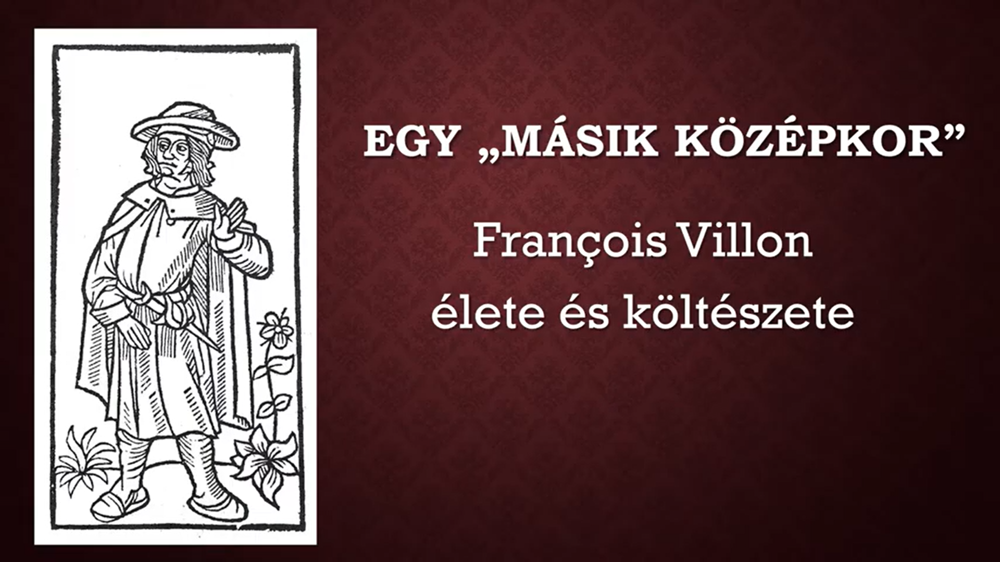 EGY „MÁSIK KÖZÉPKOR”
François Villon
élete és költészete